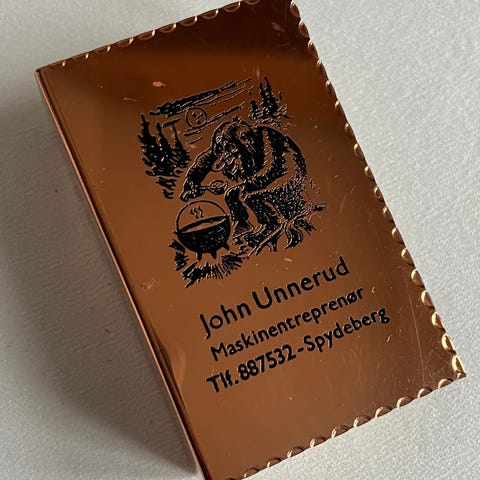 John Unnerud
Maskinentreprenør
Tlf. 887532-Spydeberg